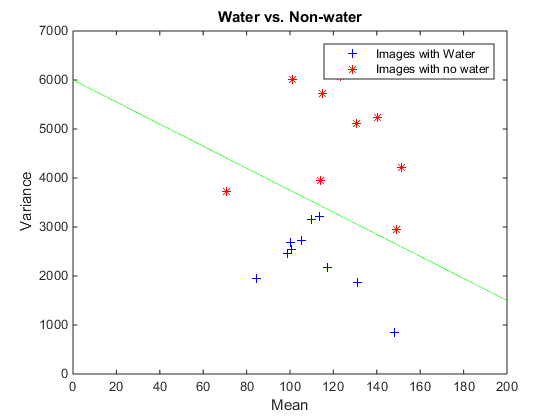 Water vs. Non-water
7000
6000
5000
4000
3000
2000
1000
0
Variance
Images with Water
Images with no water
0 20 40 60 80 100 120 140 160 180 200
Mean